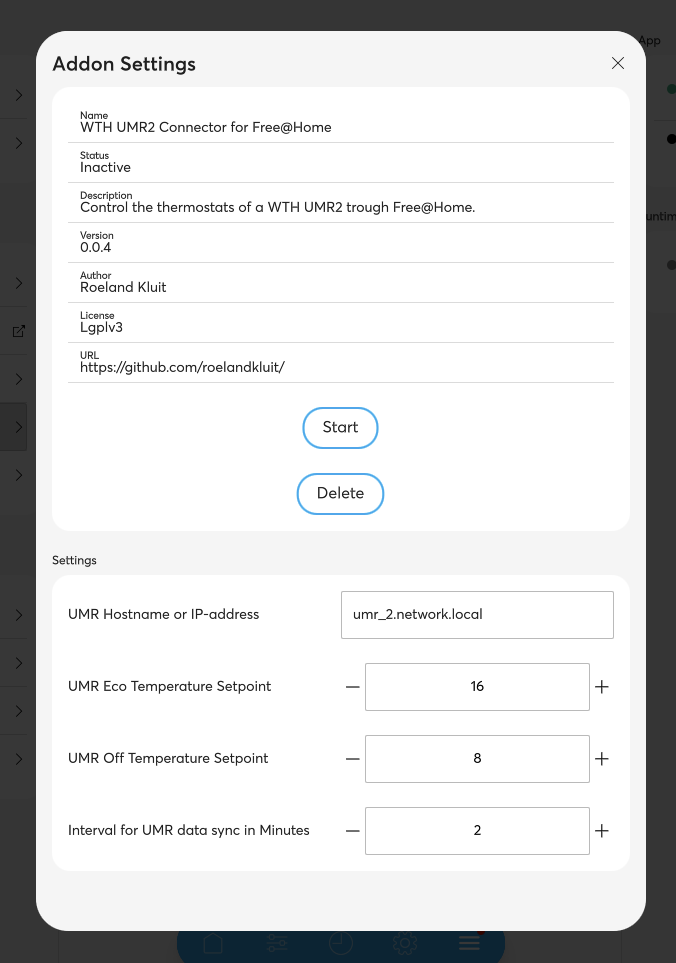 App
Addon Settings
Name
WTH UMR2 Connector for Free@Home
Status
Inactive
Description
Control the thermostats of a WTH UMR2 trough Free@Home.
untim
Version
0.0.4
Author
Roeland Kluit
License
Lgplv3
URL
https://github.com/roelandkluit/
Start
Delete
Settings
UMR Hostname or IP-address
umr_2.network.local
UMR Eco Temperature Setpoint
— 16 +
UMR Off Temperature Setpoint
— 8 +
Interval for UMR data sync in Minutes
— 2 +